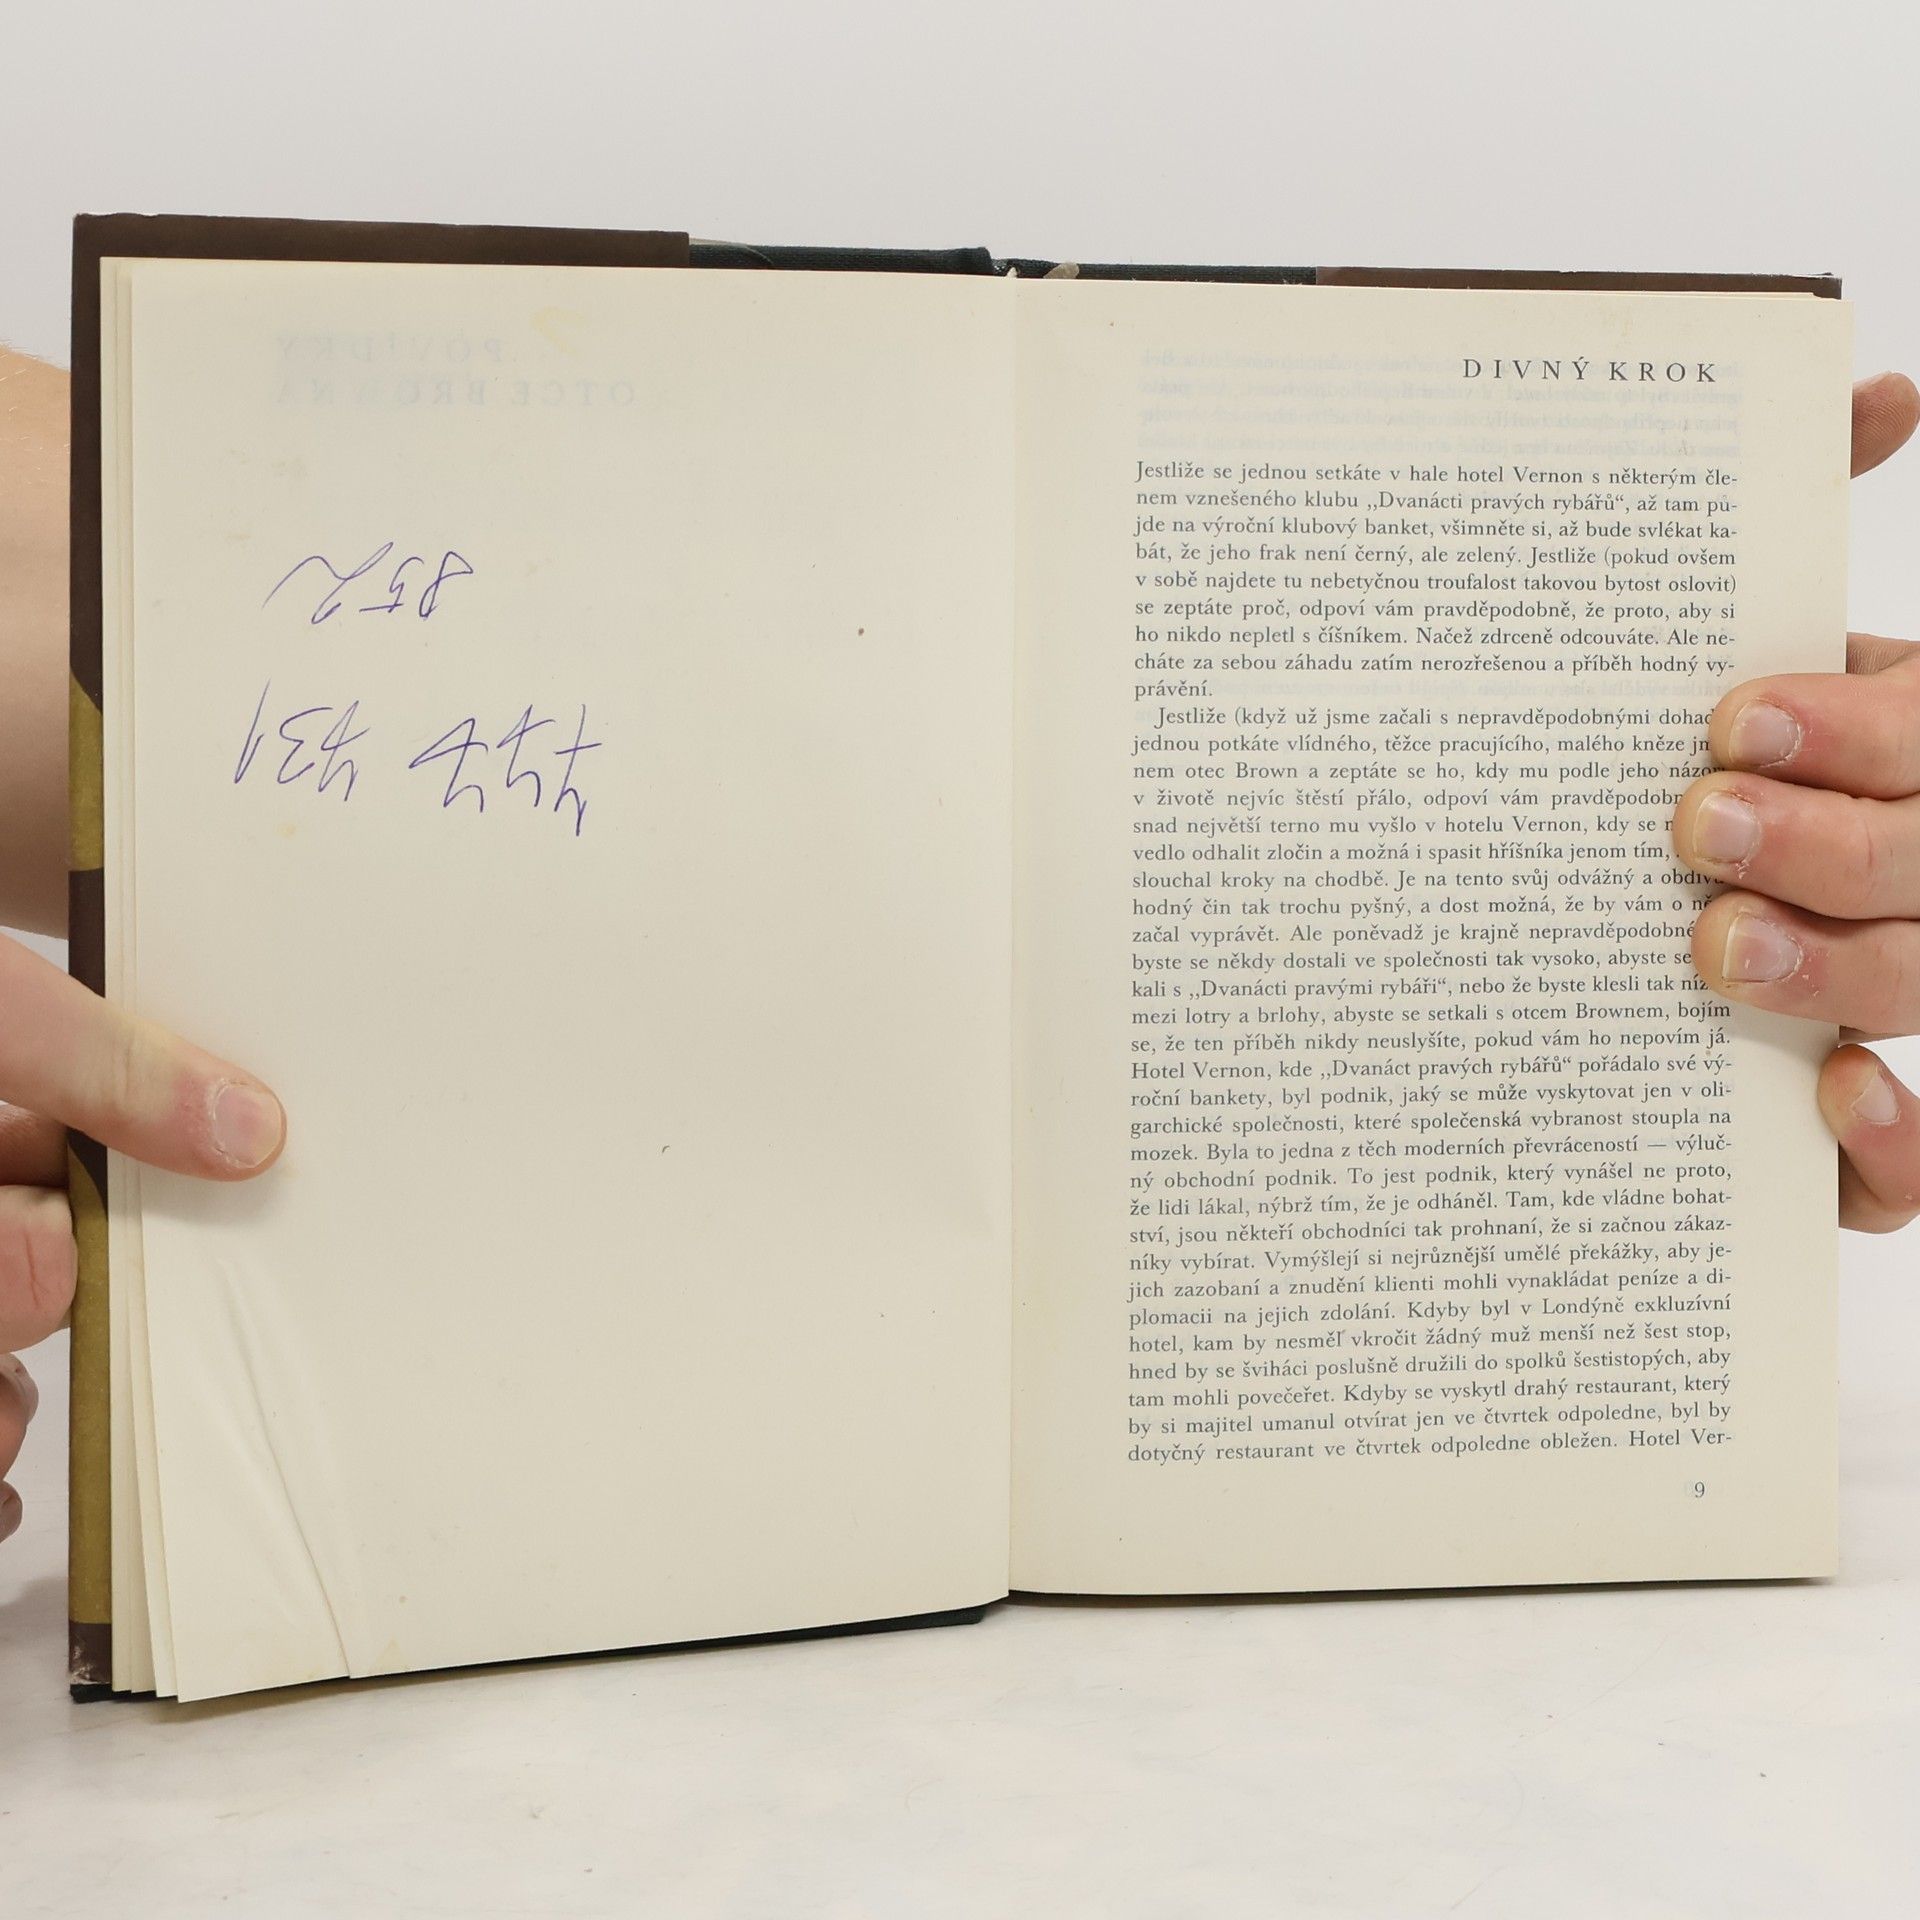 POVÍDKY
OTCE BROWNA
852
DIVNÝ KROK
Jestliže se jednou setkáte v hale hotel Vernon s některým čle-
nem vznešeného klubu ,,Dvanácti pravých rybářů“, až tam pů-
jde na výroční klubový banket, všimněte si, až bude svlékat ka-
bát, že jeho frak není černý, ale zelený. Jestliže (pokud ovšem
v sobě najdete tu nebetyčnou troufalost takovou bytost oslovit)
se zeptáte proč, odpoví vám pravděpodobně, že proto, aby si
ho nikdo nepletl s číšníkem. Načež zdrceně odcouváte. Ale ne-
cháte za sebou záhadu zatím nerozřešenou a příběh hodný vy-
právění.
Jestliže (když už jsme začali s nepravděpodobnými
jednou potkáte vlídného, těžce pracujícího, malého kněze
nem otec Brown a zeptáte se ho, kdy mu podle jeho
v životě nejvíc štěstí přálo, odpoví vám
snad největší terno mu vyšlo v hotelu Vernon, kdy se
vedlo odhalit zločin a možná i spasit hříšníka jenom tím,
slouchal kroky na chodbě. Je na tento svůj odvážný a
hodný čin tak trochu pyšný, a dost možná, že by vám o
začal vyprávět. Ale poněvadž je krajně nepravděpodobné
byste se někdy dostali ve společnosti tak vysoko, abyste se
kali s ,,Dvanácti pravými rybáři“, nebo že byste klesli tak
mezi lotry a brlohy, abyste se setkali s otcem Brownem, bojím
se, že ten příběh nikdy neuslyšíte, pokud vám ho nepovím já.
Hotel Vernon, kde ,,Dvanáct pravých rybářů“ pořádalo své vý-
roční bankety, byl podnik, jaký se může vyskytovat jen v oli-
garchické společnosti, které společenská vybranost stoupla na
mozek. Byla to jedna z těch moderních převráceností — výluč-
ný obchodní podnik. To jest podnik, který vynášel ne proto,
že lidi lákal, nýbrž tím, že je odháněl. Tam, kde vládne bohat-
ství, jsou někteří obchodníci tak prohnaní, že si začnou zákaz-
níky vybírat. Vymýšlejí si nejrůznější umělé překážky, aby je-
jich zazobaní a znudění klienti mohli vynakládat peníze a di-
plomacii na jejich zdolání. Kdyby byl v Londýně exkluzívní
hotel, kam by nesměl vkročit žádný muž menší než šest stop,
hned by se šviháci poslušně družili do spolků šestistopých, aby
tam mohli povečeřet. Kdyby se vyskytl drahý restaurant, který
by si majitel umanul otvírat jen ve čtvrtek odpoledne, byl by
dotyčný restaurant ve čtvrtek odpoledne obležen. Hotel Ver-
9